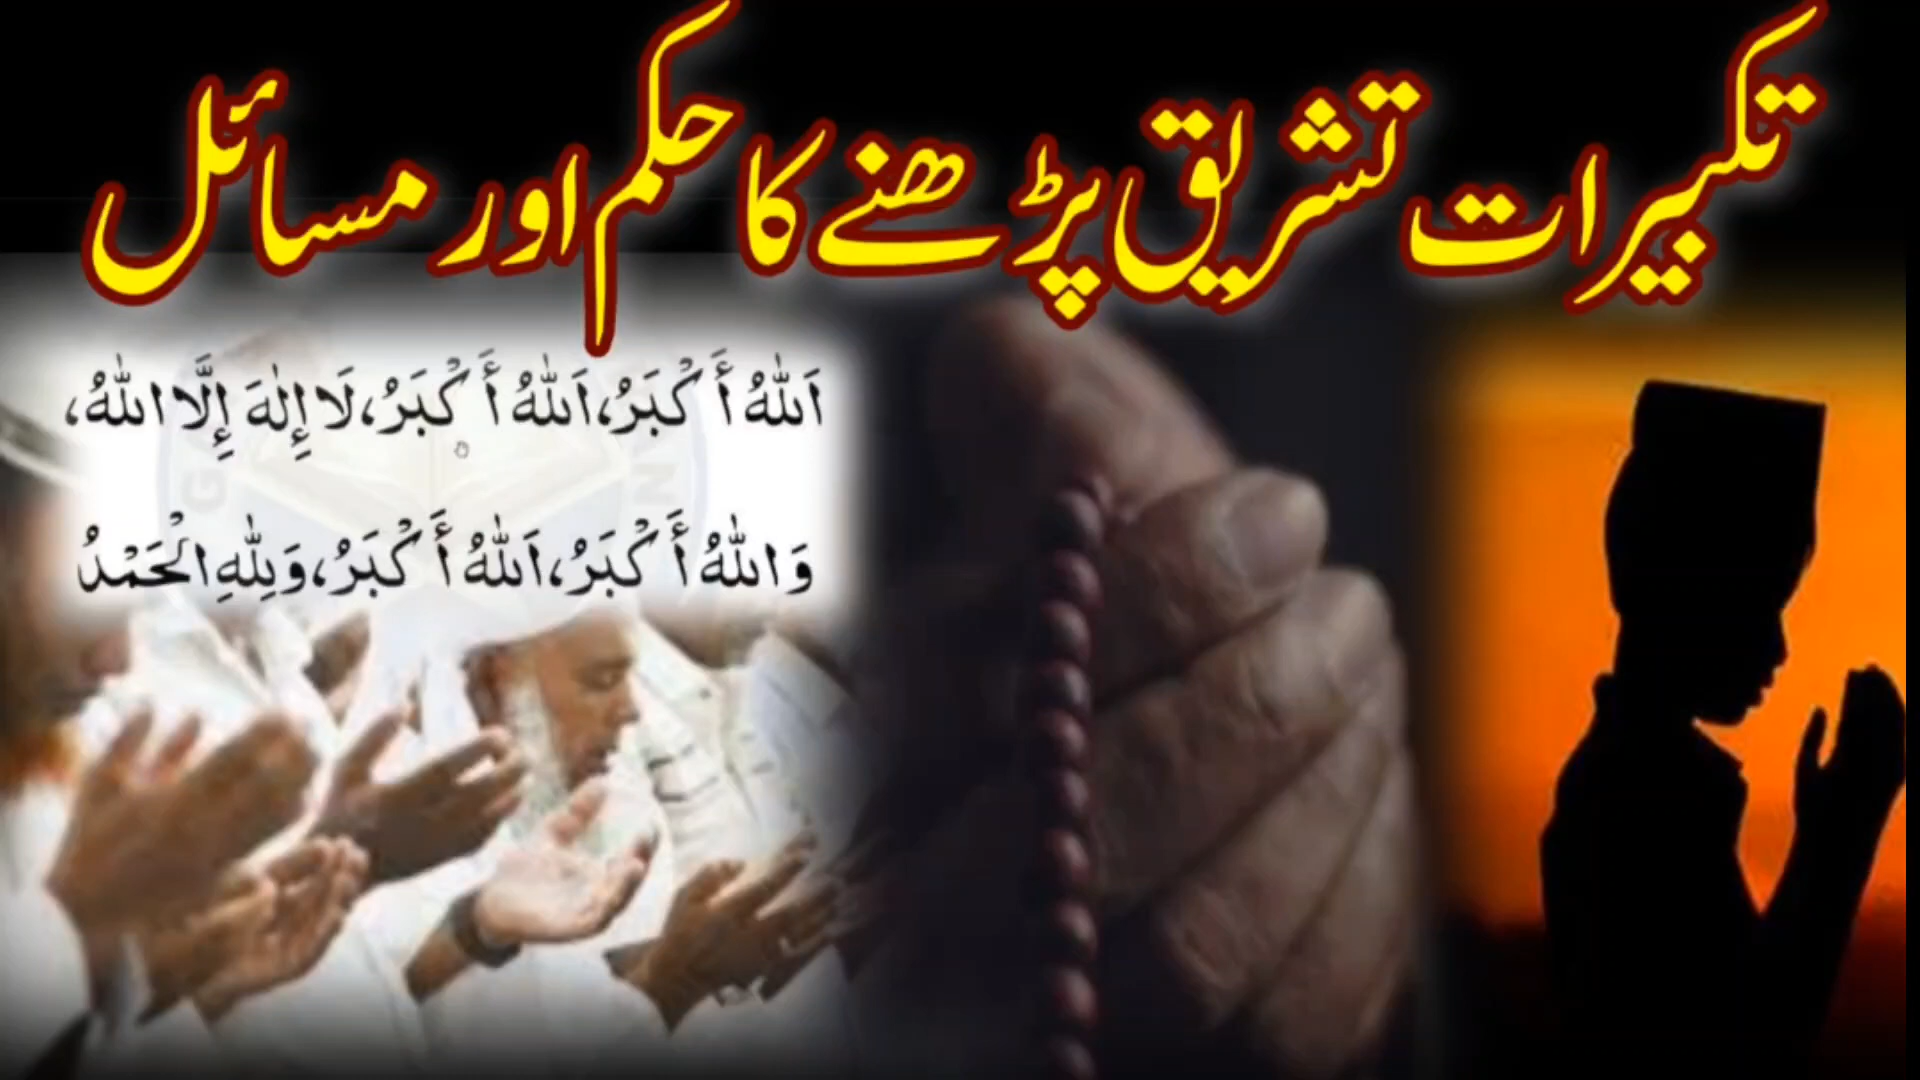 تکبیرات تشریق پڑھنے کا حکم اور مسائل
اَللّٰهُ أَكْبَرُ، اَللّٰهُ أَكْبَرُ، لَا إِلٰهَ إِلَّا اللّٰهُ،
وَاللّٰهُ أَكْبَرُ، اَللّٰهُ أَكْبَرُ، وَلِلّٰهِ الْحَمْدُ